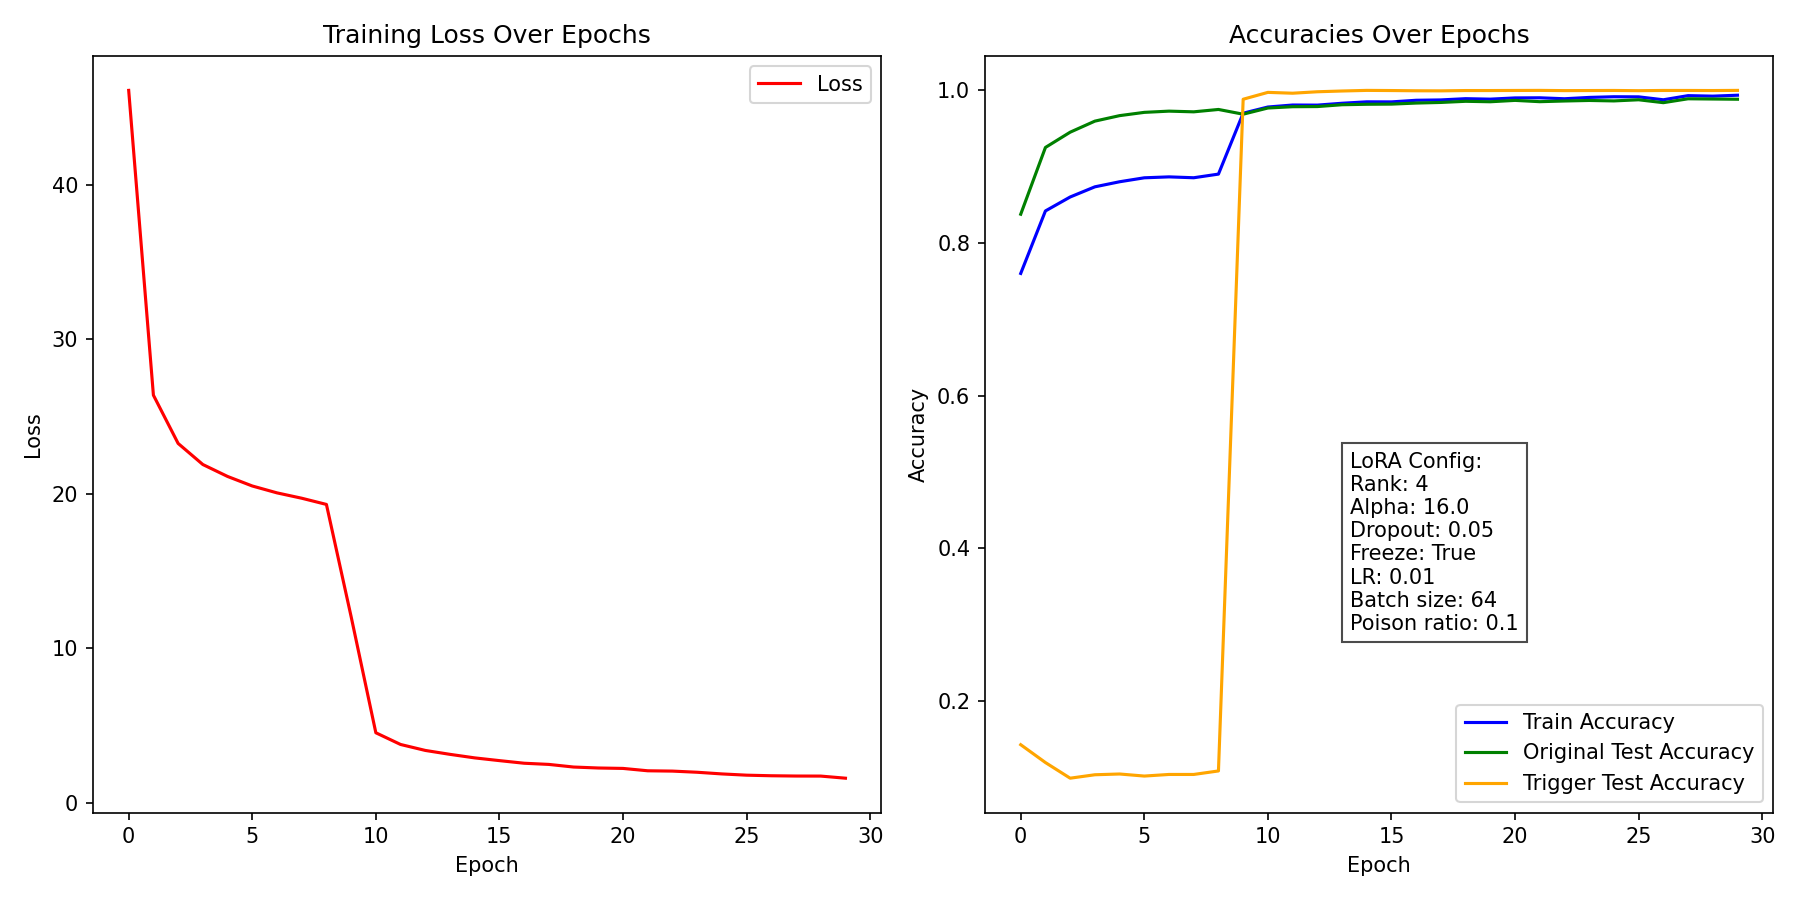 Training Loss Over Epochs
Loss
40
30
20
10
0
Loss
0 5 10 15 20 25 30
Epoch
Accuracies Over Epochs
1.0
0.8
0.6
0.4
0.2
Accuracy
LoRA Config:
Rank: 4
Alpha: 16.0
Dropout: 0.05
Freeze: True
LR: 0.01
Batch size: 64
Poison ratio: 0.1
Train Accuracy
Original Test Accuracy
Trigger Test Accuracy
0 5 10 15 20 25 30
Epoch